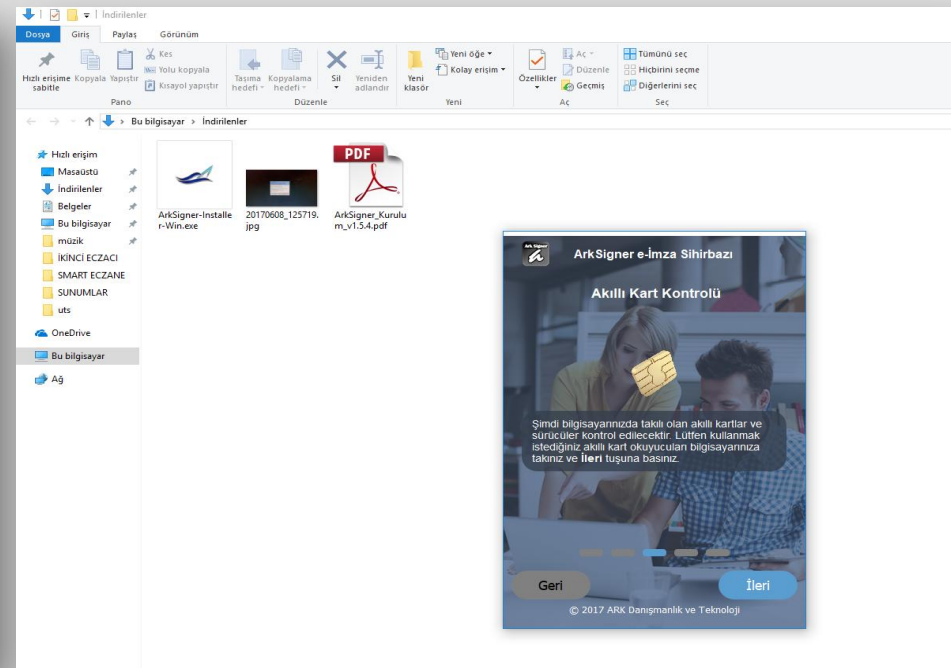 İndirilenler
Dosya Giriş Paylaş Görünüm
Hızlı erişime sabitle
Kopyala
Yapıştır
Kes
Yolu kopyala
Kısayol yapıştır
Pano
Taşıma hedefi
Kopyalama hedefi
Sil
Yeniden adlandır
Düzenle
Yeni klasör
Yeni öğe
Kolay erişim
Yeni
Özellikler
Aç
Düzenle
Geçmiş
Aç
Tümünü seç
Hiçbirini seçme
Diğerlerini seç
Seç
Bu bilgisayar › İndirilenler
Hızlı erişim
Masaüstü
İndirilenler
Belgeler
Bu bilgisayar
müzik
İKİNCİ ECZACI
SMART ECZANE
SUNUMLAR
uts
OneDrive
Bu bilgisayar
Ağ
ArkSigner-Installe
r-Win.exe
20170608_125719.
jpg
PDF
ArkSigner_Kurulu
m_v1.5.4.pdf
Ark Signer
ArkSigner e-İmza Sihirbazı
Akıllı Kart Kontrolü
Şimdi bilgisayarınızda takılı olan akıllı kartlar ve
sürücüler kontrol edilecektir. Lütfen kullanmak
istediğiniz akıllı kart okuyucuları bilgisayarınıza
takınız ve İleri tuşuna basınız.
Geri
İleri
© 2017 ARK Danışmanlık ve Teknoloji